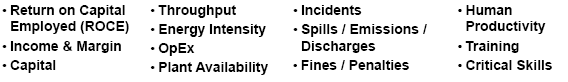 • Return on Capital
Employed (ROCE)
• Income & Margin
• Capital
• Throughput
• Energy Intensity
• OpEx
• Plant Availability
• Incidents
• Spills / Emissions /
Discharges
• Fines / Penalties
• Human
Productivity
• Training
• Critical Skills